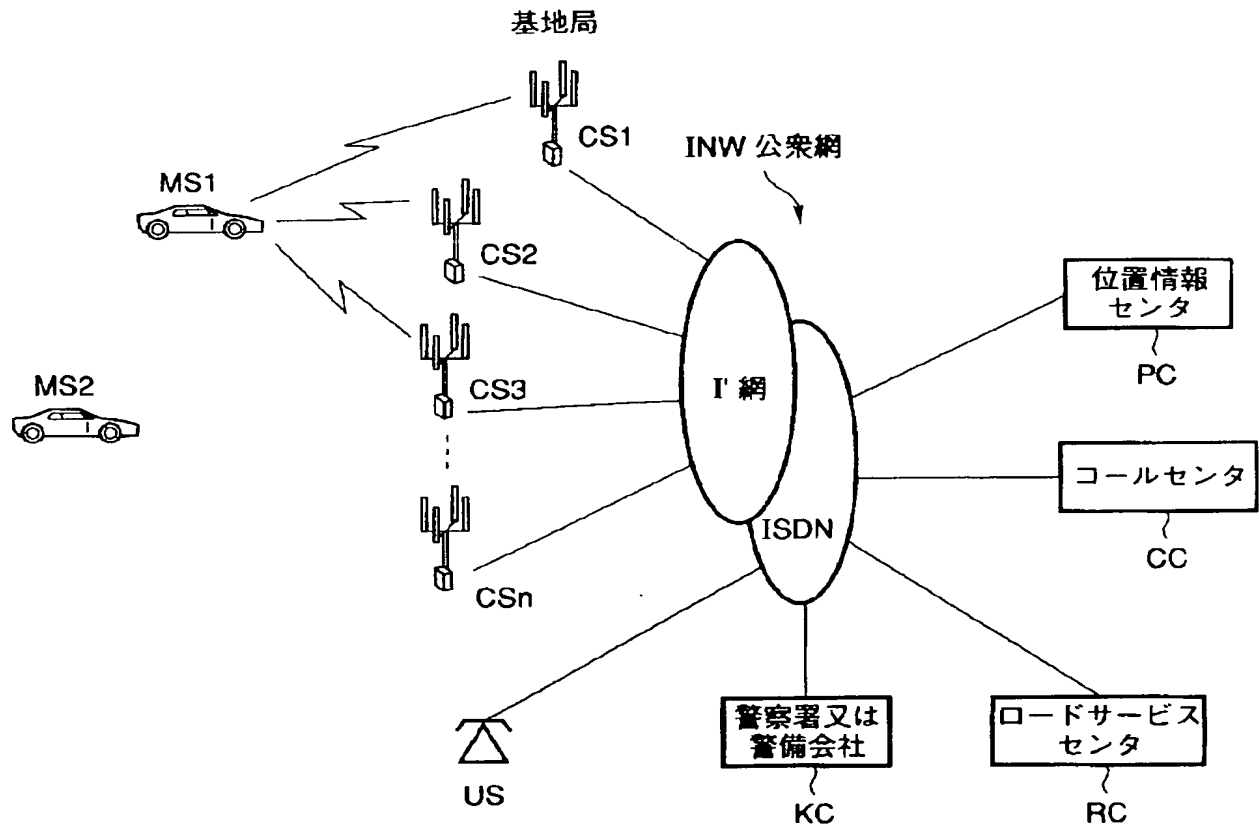 基地局
CS1
INW 公衆網
MS1
CS2
位置情報
センタ
PC
I' 網
CS3
MS2
コールセンタ
CC
ISDN
CSn
警察署又は
警備会社
KC
ロードサービス
センタ
RC
US